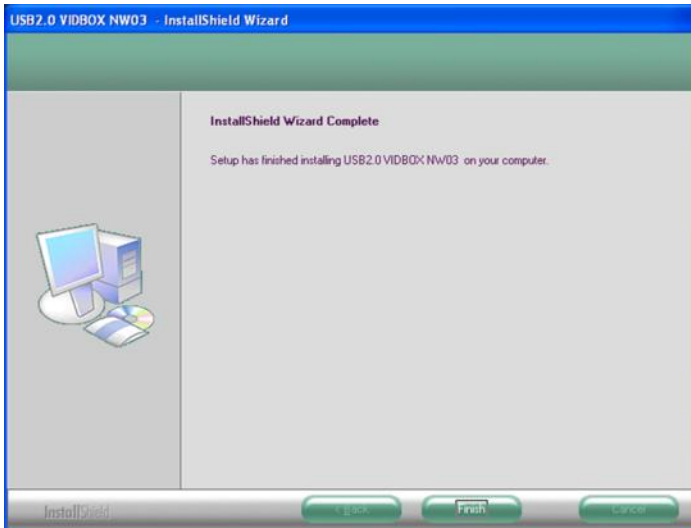 USB2.0 VIDBOX NW03 - InstallShield Wizard
InstallShield Wizard Complete
Setup has finished installing USB2.0 VIDBOX NW03 on your computer.
InstallShield
< Back
Finish
Cancel